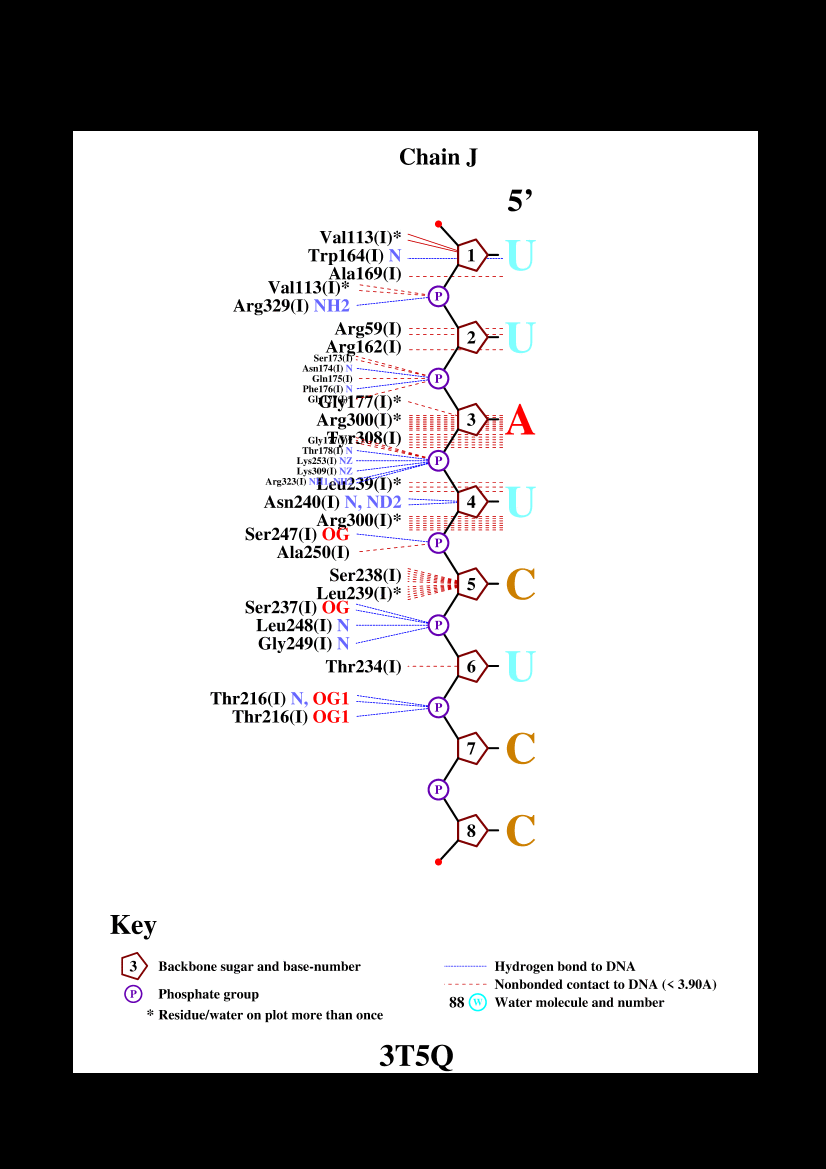 Chain J
5’
Val113(I)*
Trp164(I) N
Ala169(I)
1 U
Val113(I)*
Arg329(I) NH2
P
Arg59(I)
Arg162(I)
2 U
Ser173(I)
Asn174(I) N
Gln175(I)
Phe176(I) N
P
Gly177(I)*
Arg300(I)*
Tyr308(I)
3 A
Thr178(I) N
Lys253(I) NZ
Lys309(I) NZ
Arg323(I)
P
Leu239(I)*
Asn240(I) N, ND2
Arg300(I)*
4 U
Ser247(I) OG
Ala250(I)
P
Ser238(I)
Leu239(I)*
5 C
Ser237(I) OG
Leu248(I) N
Gly249(I) N
P
Thr234(I)
6 U
Thr216(I) N, OG1
Thr216(I) OG1
P
7 C
P
8 C
Key
3 Backbone sugar and base-number
P Phosphate group
* Residue/water on plot more than once
Hydrogen bond to DNA
Nonbonded contact to DNA (< 3.90A)
88 W Water molecule and number
3T5Q